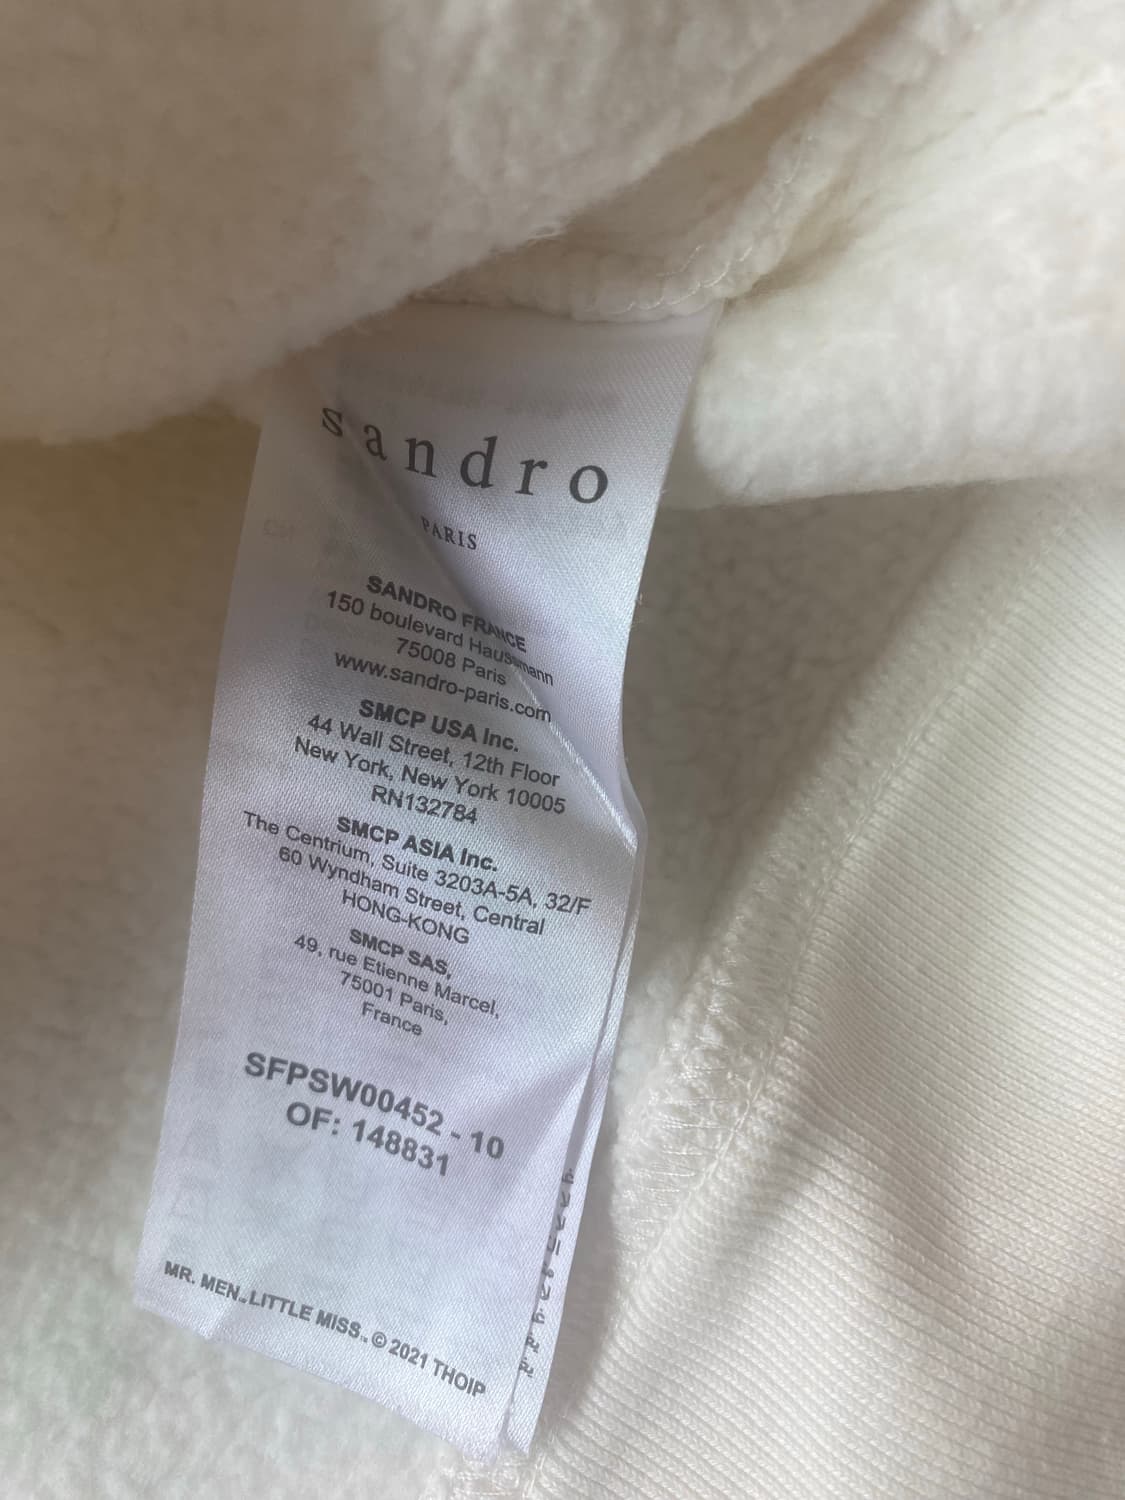 sandro
PARIS
SANDRO FRANCE
150 boulevard Haussmann
75008 Paris
www.sandro-paris.com
SMCP USA Inc.
44 Wall Street, 12th Floor
New York, New York 10005
RN132784
SMCP ASIA Inc.
The Centrium, Suite 3203A-5A, 32/F
60 Wyndham Street, Central
HONG-KONG
SMCP SAS,
49, rue Etienne Marcel,
75001 Paris,
France
SFPSW00452 - 10
OF: 148831
MR. MEN.™ LITTLE MISS.™ © 2021 THOIP